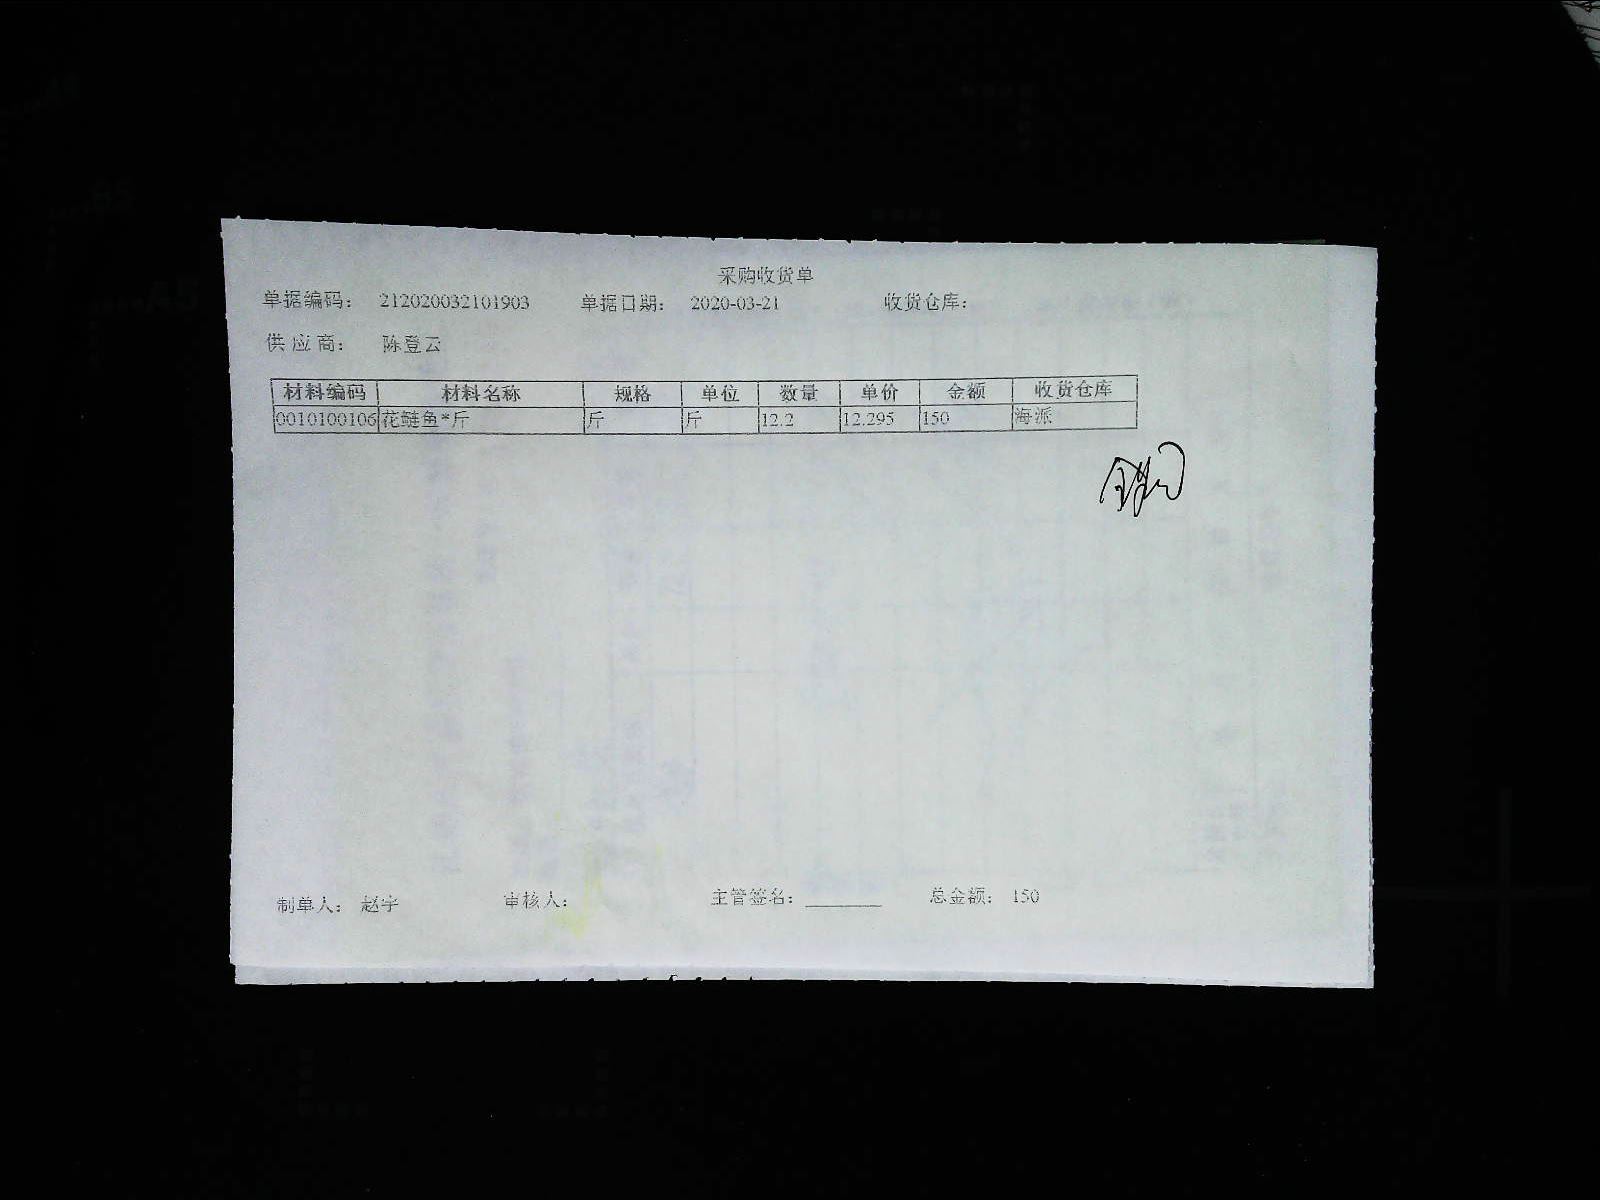 采购收货单
单据编码: 212020032101903 单据日期: 2020-03-21 收货仓库:
供应商: 陈登云
材料编码 材料名称 规格 单位 数量 单价 金额 收货仓库
0010100106 花鲢鱼*斤 斤 斤 12.2 12.295 150 海派
制单人: 赵宇 审核人: 主管签名: 总金额: 150